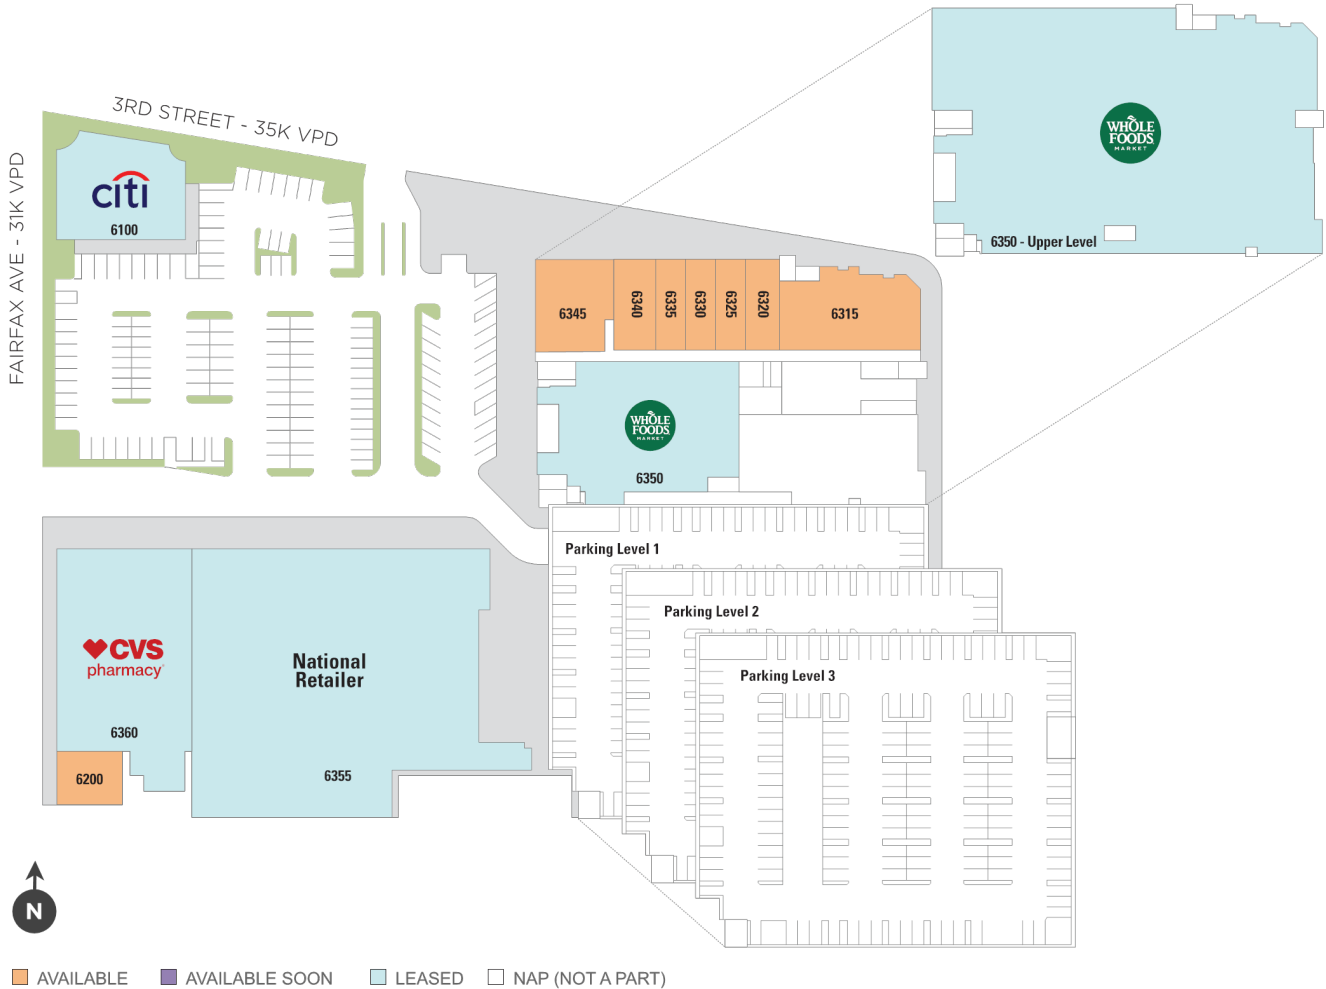 3RD STREET - 35K VPD
FAIRFAX AVE - 31K VPD
citi
6100
WHOLE
FOODS
MARKET
6350 - Upper Level
6345
6340
6335
6330
6325
6320
6315
WHOLE
FOODS
MARKET
6350
Parking Level 1
Parking Level 2
Parking Level 3
CVS
pharmacy
6360
6200
National
Retailer
6355
N
AVAILABLE
AVAILABLE SOON
LEASED
NAP (NOT A PART)